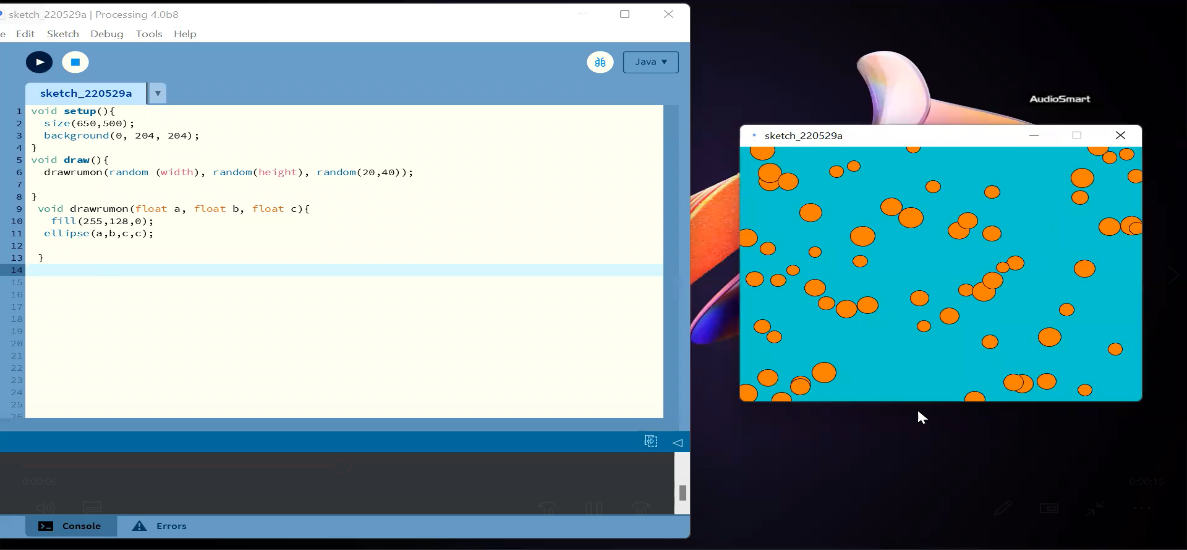 sketch_220529a | Processing 4.0b8
e Edit Sketch Debug Tools Help
Java ▼
sketch_220529a ▼
1 void setup(){
2 size(650,500);
3 background(0, 204, 204);
4 }
5 void draw(){
6 drawrumon(random (width), random(height), random(20,40));
7
8 }
9 void drawrumon(float a, float b, float c){
10 fill(255,128,0);
11 ellipse(a,b,c,c);
12
13 }
14
15
16
17
18
19
20
21
22
23
24
25
26
Console Errors
AudioSmart
sketch_220529a